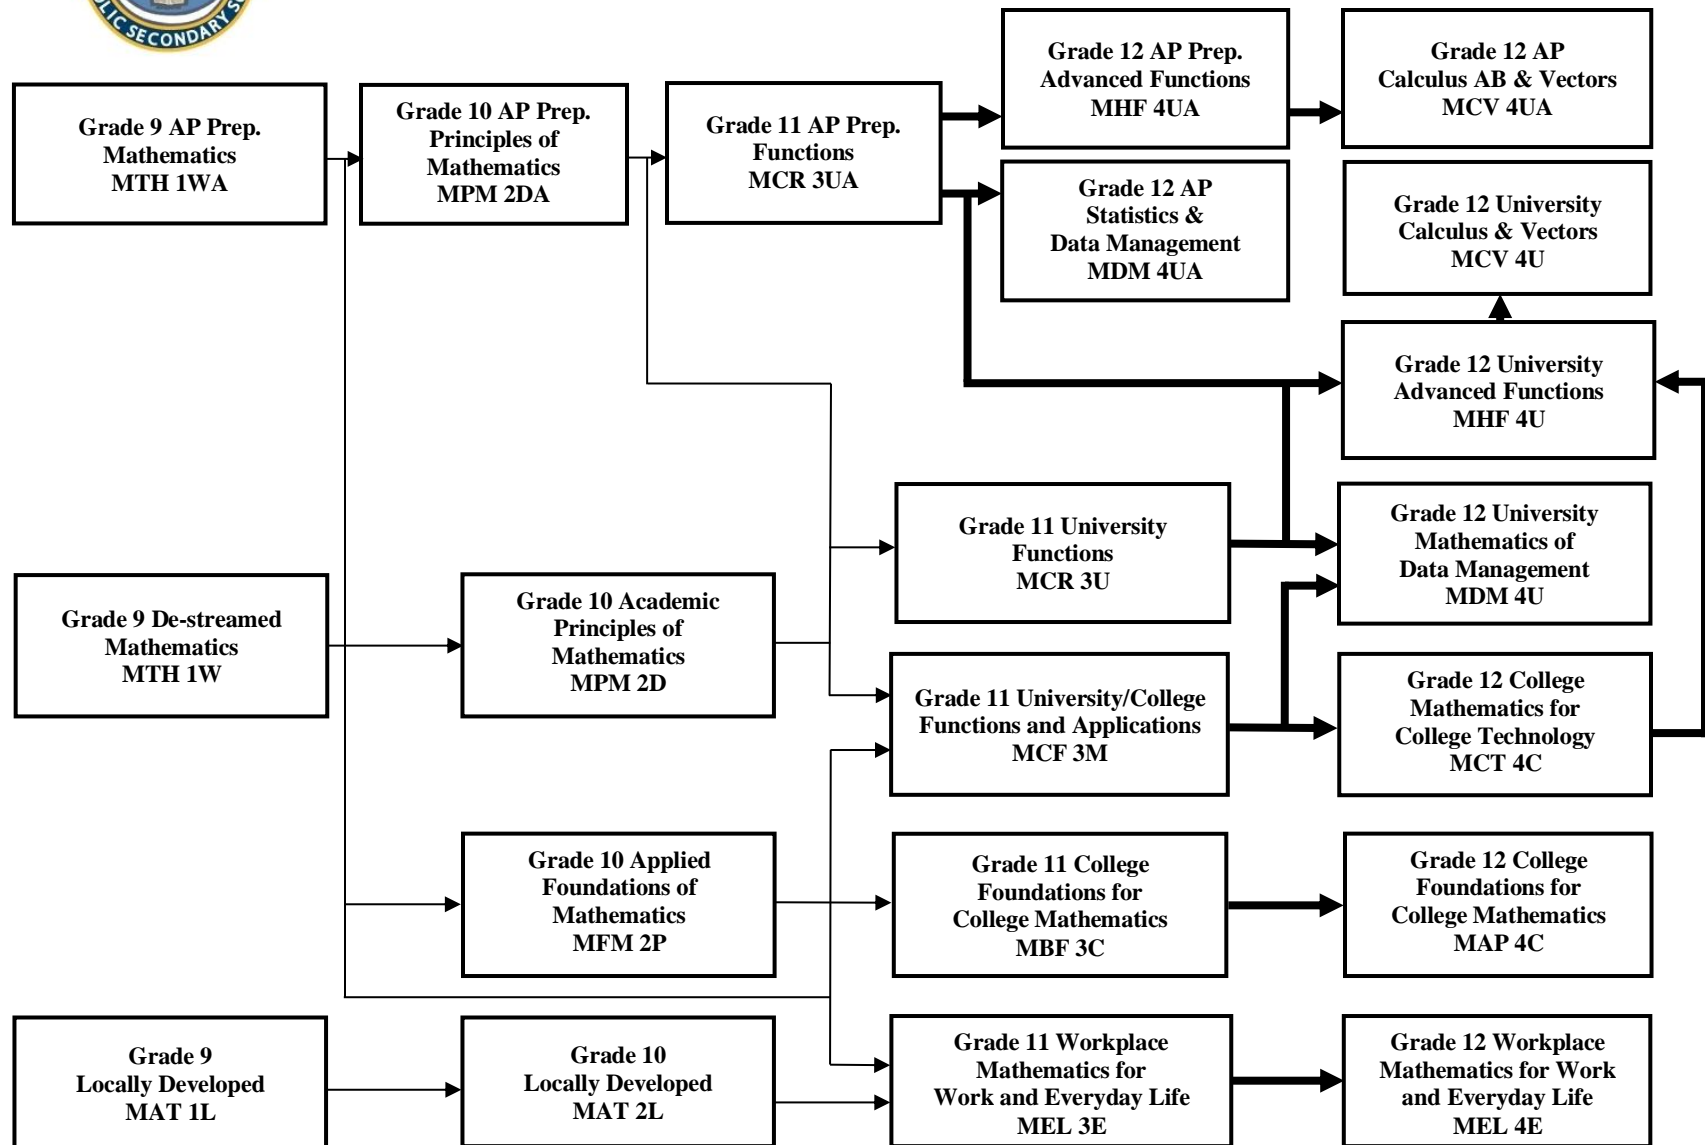 LIC SECONDARY SC
Grade 9 AP Prep.
Mathematics
MTH 1WA
Grade 10 AP Prep.
Principles of
Mathematics
MPM 2DA
Grade 11 AP Prep.
Functions
MCR 3UA
Grade 12 AP Prep.
Advanced Functions
MHF 4UA
Grade 12 AP
Calculus AB & Vectors
MCV 4UA
Grade 12 AP
Statistics &
Data Management
MDM 4UA
Grade 12 University
Calculus & Vectors
MCV 4U
Grade 12 University
Advanced Functions
MHF 4U
Grade 11 University
Functions
MCR 3U
Grade 12 University
Mathematics of
Data Management
MDM 4U
Grade 9 De-streamed
Mathematics
MTH 1W
Grade 10 Academic
Principles of
Mathematics
MPM 2D
Grade 11 University/College
Functions and Applications
MCF 3M
Grade 12 College
Mathematics for
College Technology
MCT 4C
Grade 10 Applied
Foundations of
Mathematics
MFM 2P
Grade 11 College
Foundations for
College Mathematics
MBF 3C
Grade 12 College
Foundations for
College Mathematics
MAP 4C
Grade 9
Locally Developed
MAT 1L
Grade 10
Locally Developed
MAT 2L
Grade 11 Workplace
Mathematics for
Work and Everyday Life
MEL 3E
Grade 12 Workplace
Mathematics for Work
and Everyday Life
MEL 4E